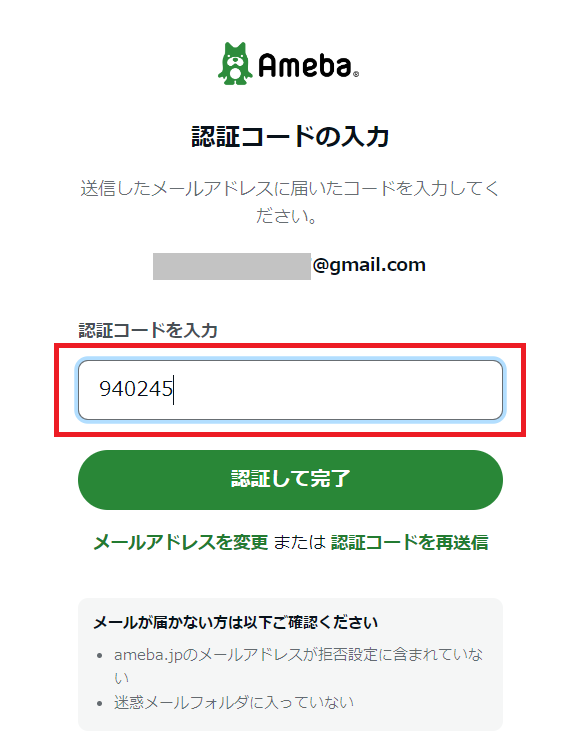 Ameba®
認証コードの入力
送信したメールアドレスに届いたコードを入力してく
ださい。
@gmail.com
認証コードを入力
940245
認証して完了
メールアドレスを変更 または 認証コードを再送信
メールが届かない方は以下ご確認ください
• ameba.jpのメールアドレスが拒否設定に含まれていな
い
• 迷惑メールフォルダに入っていない